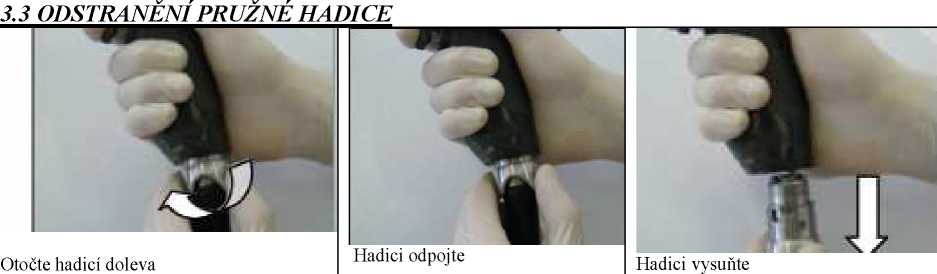 3.3 ODSTRANĚNÍ PRUŽNÉ HADICE
Otočte hadicí doleva
Hadici odpojte
Hadici vysuňte